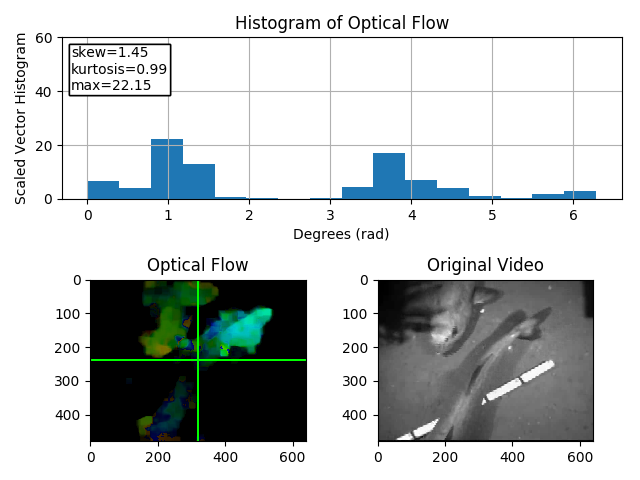 Histogram of Optical Flow
Scaled Vector Histogram
60
40
20
0
skew=1.45
kurtosis=0.99
max=22.15
0 1 2 3 4 5 6
Degrees (rad)
Optical Flow
0
100
200
300
400
0 200 400 600
Original Video
0
100
200
300
400
0 200 400 600